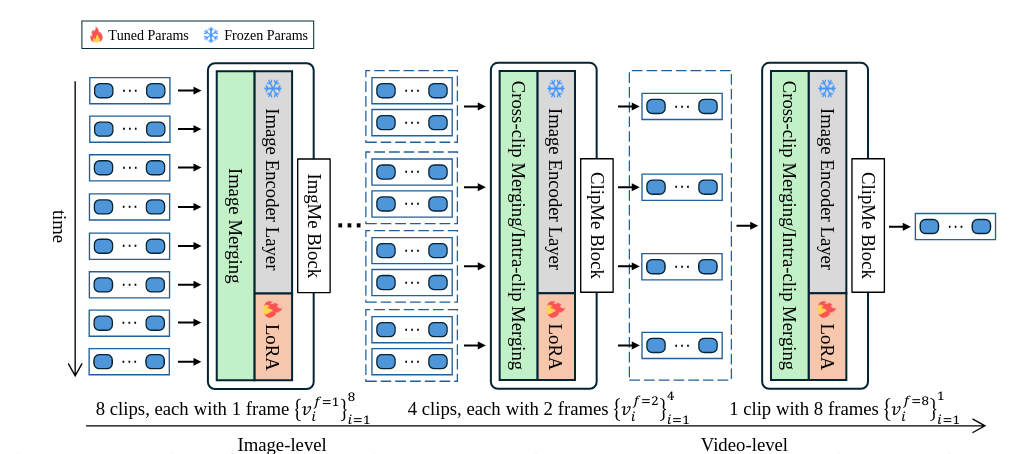 Tuned Params Frozen Params
time
Image Merging
Image Encoder Layer
LoRA
ImgMe Block
...
Cross-clip Merging/Intra-clip Merging
Image Encoder Layer
LoRA
ClipMe Block
Cross-clip Merging/Intra-clip Merging
Image Encoder Layer
LoRA
ClipMe Block
8 clips, each with 1 frame {v_i^{f=1}}_{i=1}^8
4 clips, each with 2 frames {v_i^{f=2}}_{i=1}^4
1 clip with 8 frames {v_i^{f=8}}_{i=1}^1
Image-level
Video-level